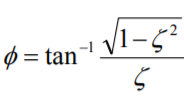 ϕ = tan⁻¹ √(1−ζ²) / ζ